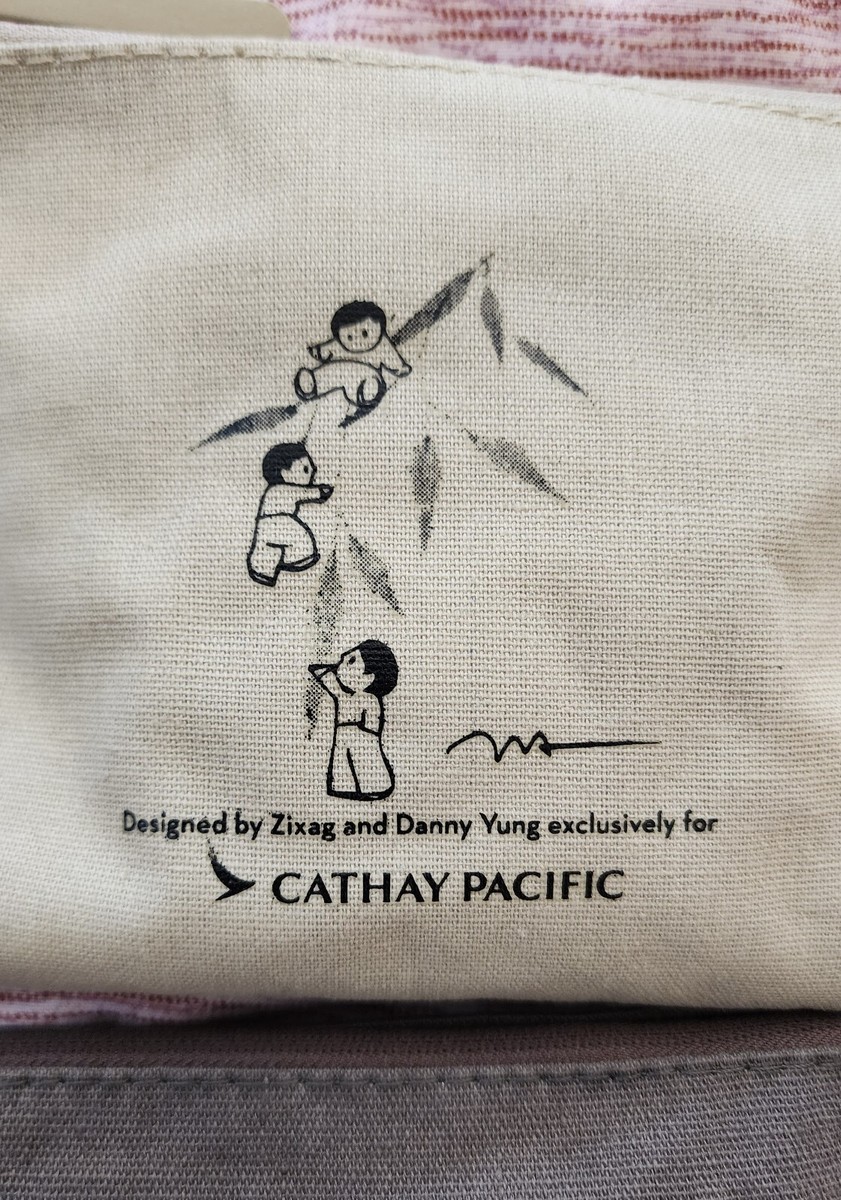 Designed by Zixag and Danny Yung exclusively for
CATHAY PACIFIC